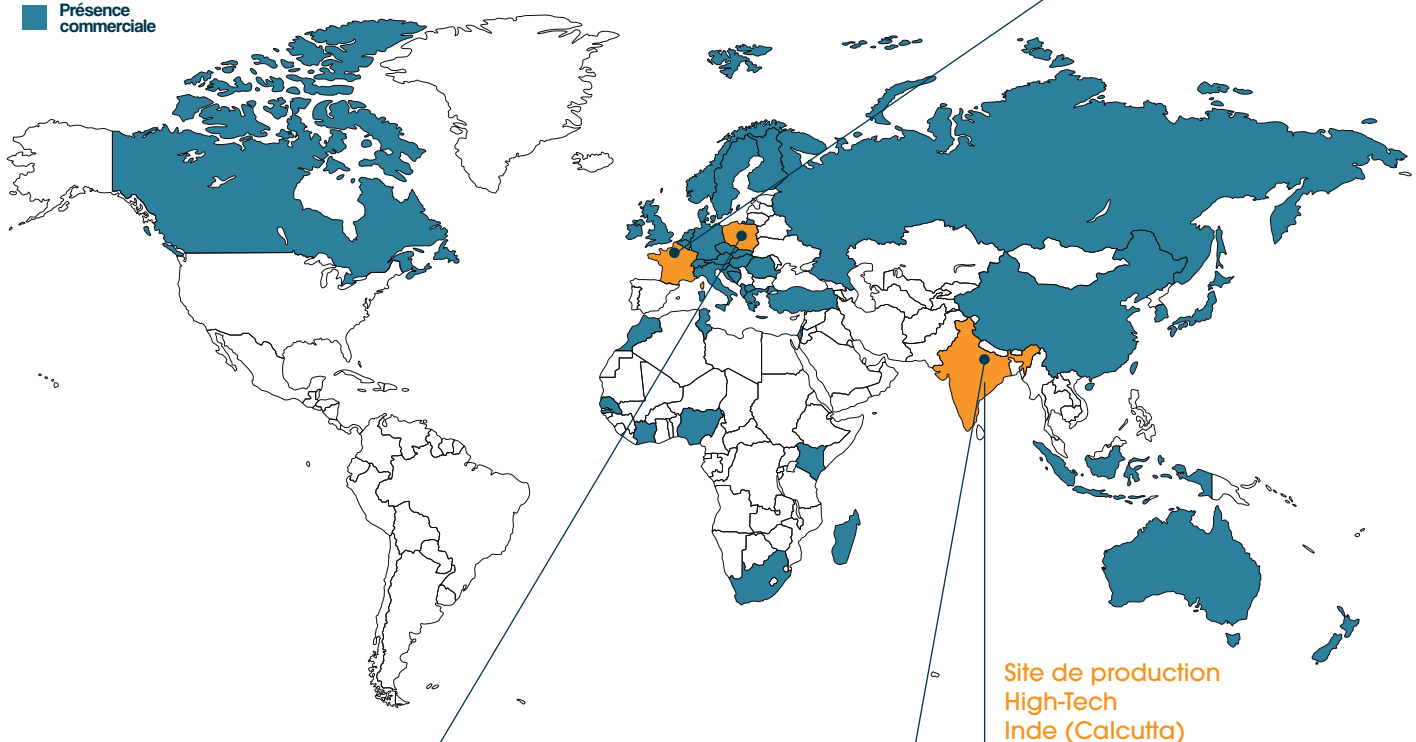 Présence
commerciale
Site de production
High-Tech
Inde (Calcutta)